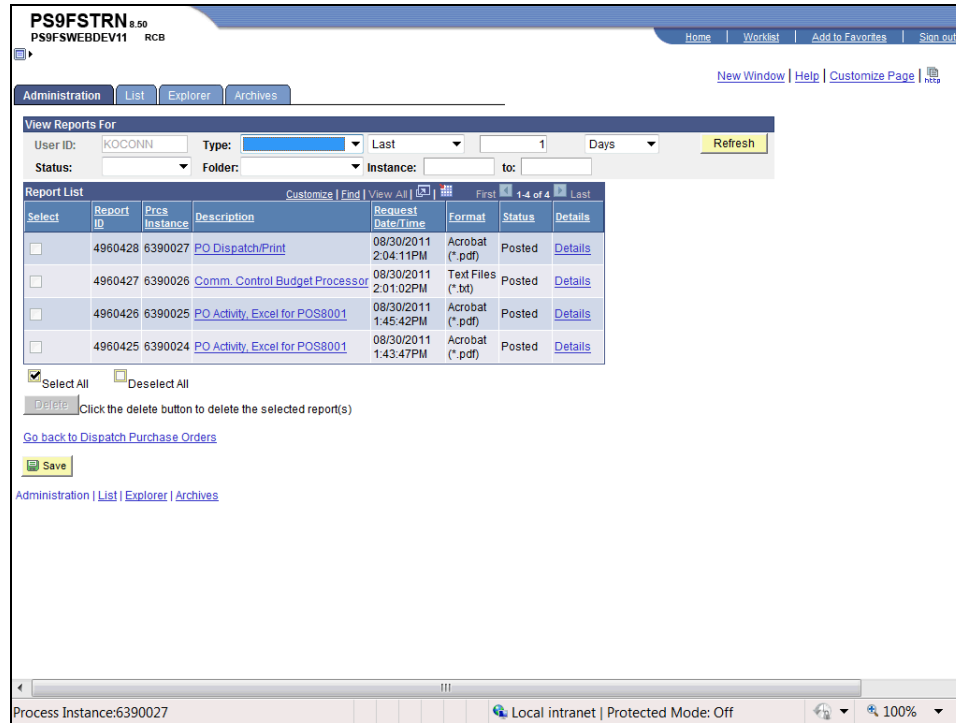 PS9FSTRN 8.50
PS9FSWEBDEV11 RCB
Home | Worklist | Add to Favorites | Sign out
New Window | Help | Customize Page | http
Administration List Explorer Archives
View Reports For
User ID: KOCONN Type: Last 1 Days Refresh
Status: Folder: Instance: to:
Report List Customize | Find | View All | | First 1-4 of 4 Last
Select Report ID Prcs Instance Description Request Date/Time Format Status Details
4960428 6390027 PO Dispatch/Print 08/30/2011 2:04:11PM Acrobat (*.pdf) Posted Details
4960427 6390026 Comm. Control Budget Processor 08/30/2011 2:01:02PM Text Files (*.txt) Posted Details
4960426 6390025 PO Activity, Excel for POS8001 08/30/2011 1:45:42PM Acrobat (*.pdf) Posted Details
4960425 6390024 PO Activity, Excel for POS8001 08/30/2011 1:43:47PM Acrobat (*.pdf) Posted Details
Select All Deselect All
Delete Click the delete button to delete the selected report(s)
Go back to Dispatch Purchase Orders
Save
Administration | List | Explorer | Archives
Process Instance:6390027 Local intranet | Protected Mode: Off 100%